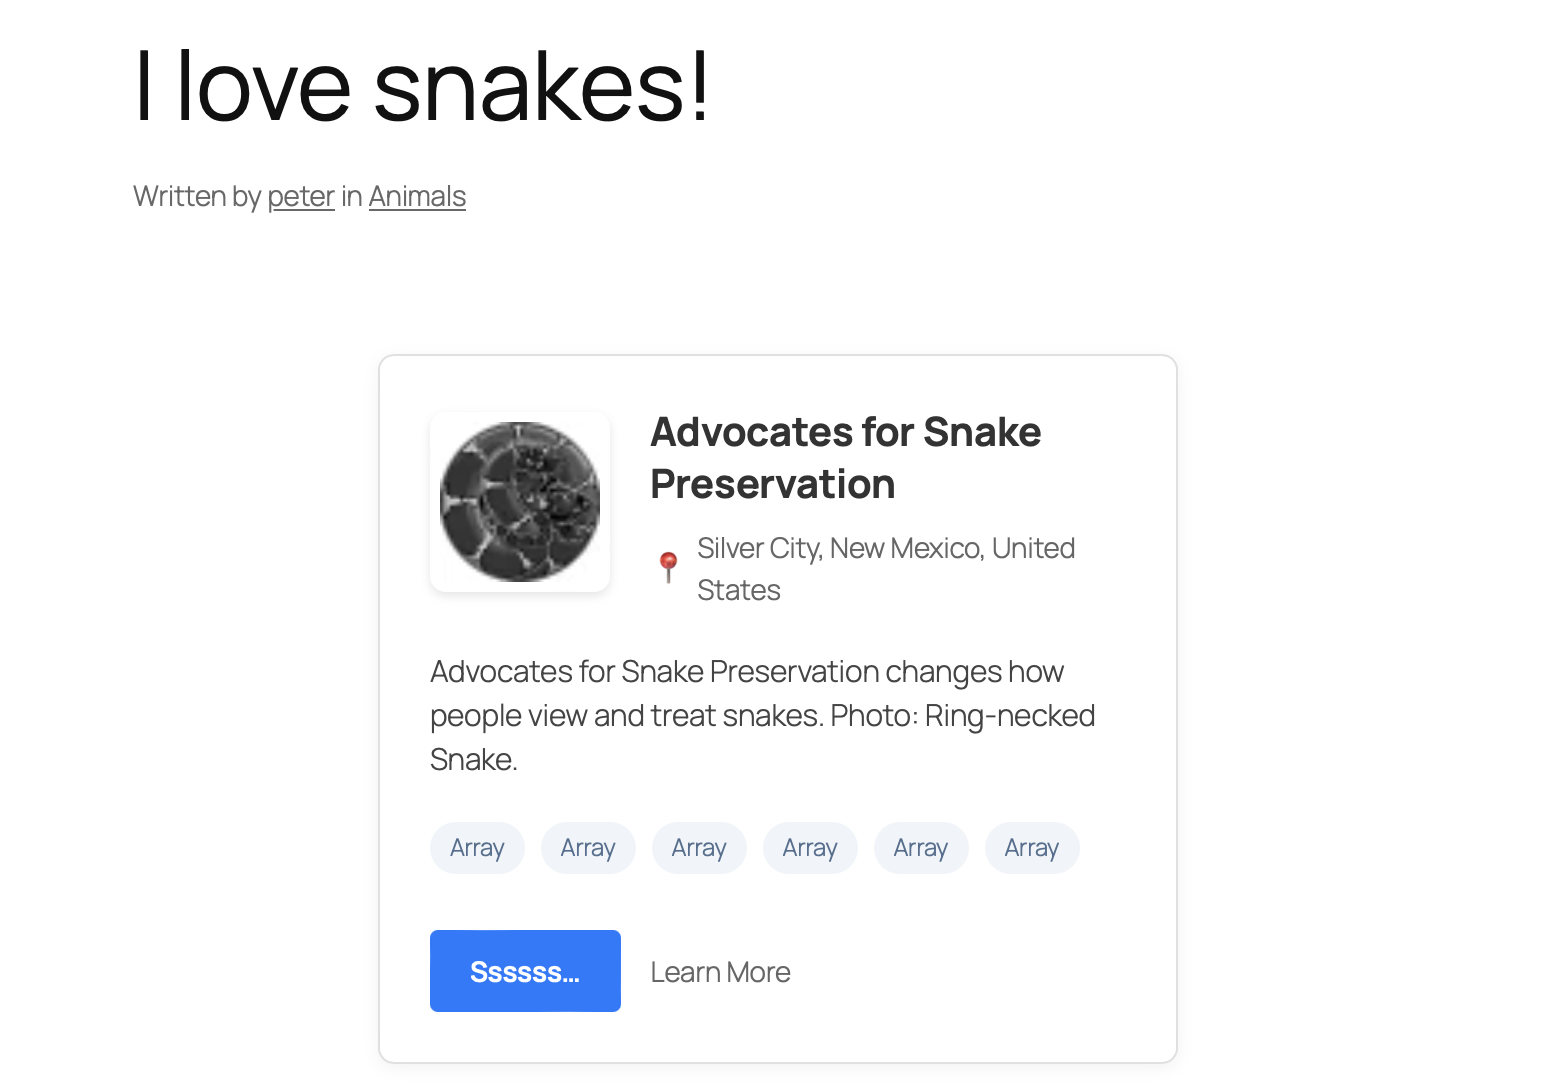 I love snakes!
Written by peter in Animals
Advocates for Snake
Preservation
Silver City, New Mexico, United
States
Advocates for Snake Preservation changes how
people view and treat snakes. Photo: Ring-necked
Snake.
Array Array Array Array Array Array
Ssssss... Learn More